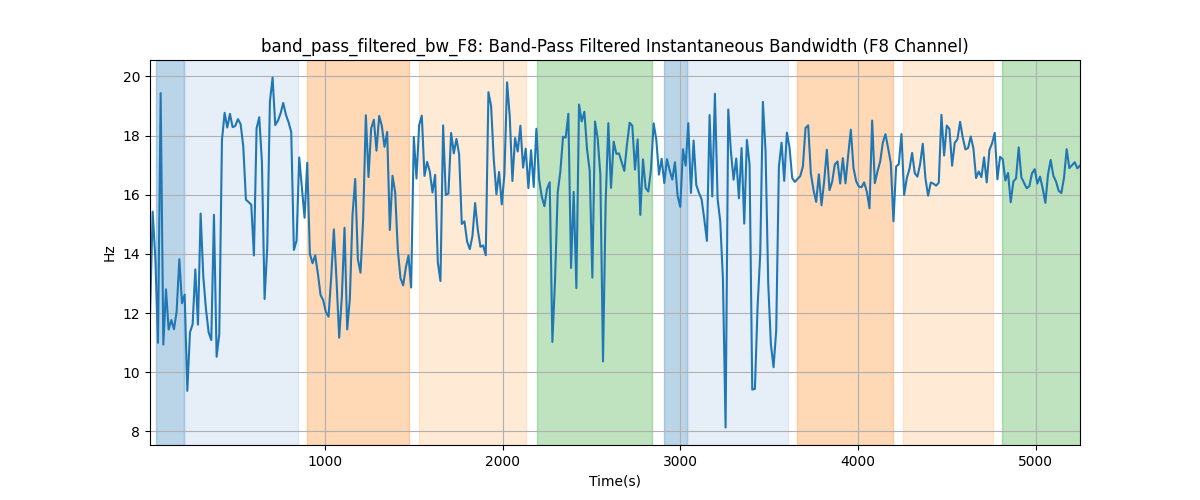 band_pass_filtered_bw_F8: Band-Pass Filtered Instantaneous Bandwidth (F8 Channel)
20
18
16
14
12
10
8
Hz
1000 2000 3000 4000 5000
Time(s)